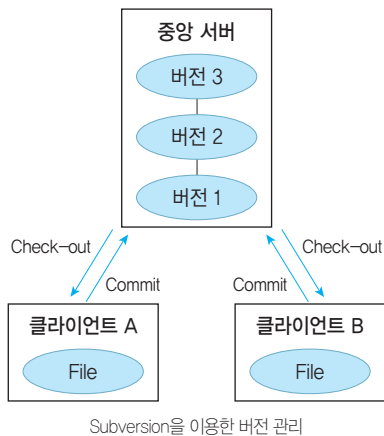 중앙 서버
버전 3
버전 2
버전 1
Check-out
Commit
Commit
Check-out
클라이언트 A
File
클라이언트 B
File
Subversion을 이용한 버전 관리